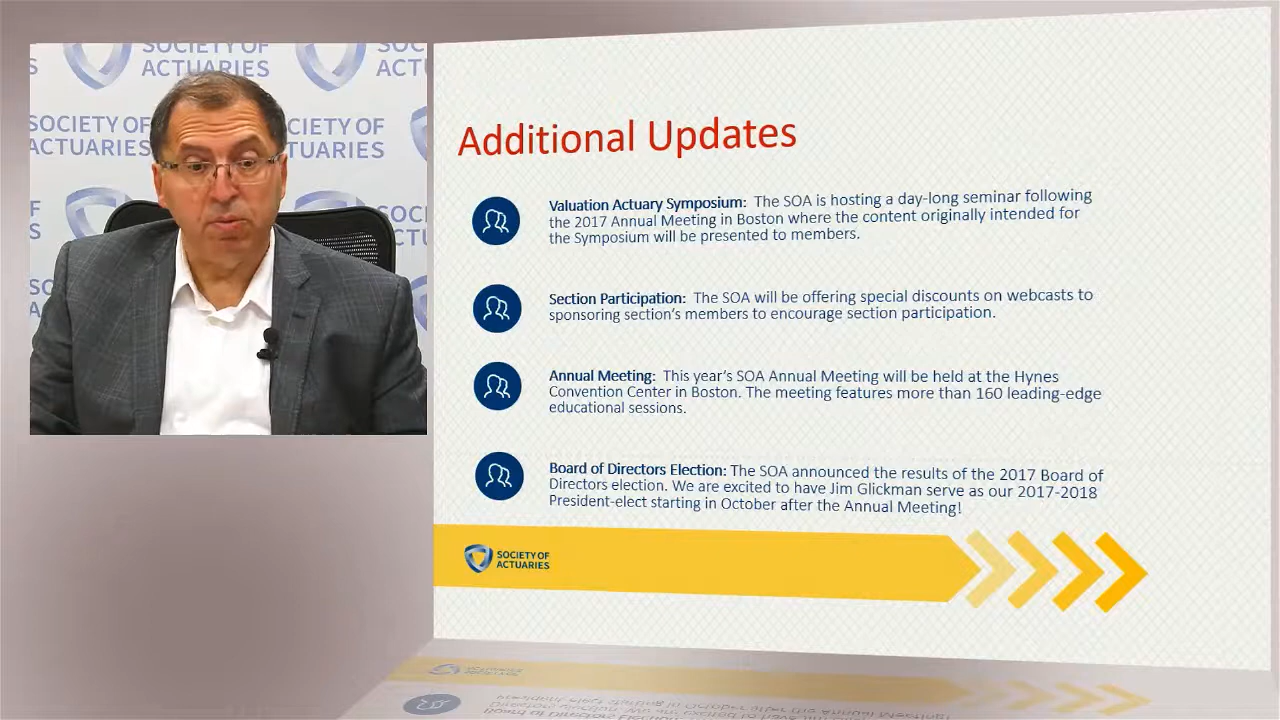 SOCIETY OF
ACTUARIES
SOC
ACTU
S
SOCIETY OF
ACTUARIES
CIETY OF
TUARIES
Additional Updates
Valuation Actuary Symposium: The SOA is hosting a day-long seminar following
the 2017 Annual Meeting in Boston where the content originally intended for
the Symposium will be presented to members.
Section Participation: The SOA will be offering special discounts on webcasts to
sponsoring section's members to encourage section participation.
Annual Meeting: This year's SOA Annual Meeting will be held at the Hynes
Convention Center in Boston. The meeting features more than 160 leading-edge
educational sessions.
Board of Directors Election: The SOA announced the results of the 2017 Board of
Directors election. We are excited to have Jim Glickman serve as our 2017-2018
President-elect starting in October after the Annual Meeting!
SOCIETY OF
ACTUARIES